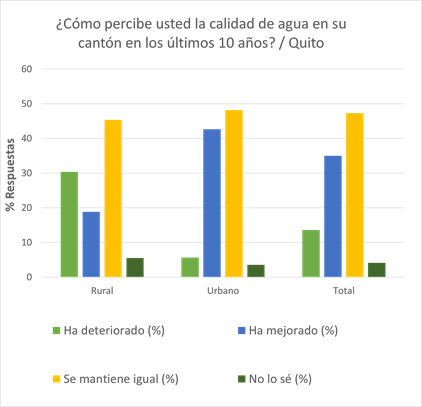 ¿Cómo percibe usted la calidad de agua en su
cantón en los últimos 10 años? / Quito
60
50
40
30
20
10
0
% Respuestas
Rural
Urbano
Total
Ha deteriorado (%)
Ha mejorado (%)
Se mantiene igual (%)
No lo sé (%)